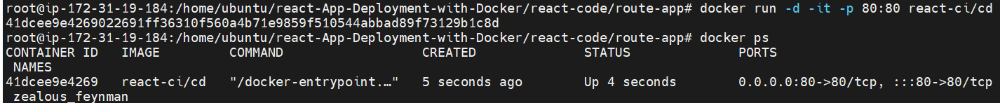 root@ip-172-31-19-184:/home/ubuntu/react-App-Deployment-with-Docker/react-code/route-app# docker run -d -it -p 80:80 react-ci/cd
41dcee9e4269022691ff36310f560a4b71e9859f510544abbad89f73129b1c8d
root@ip-172-31-19-184:/home/ubuntu/react-App-Deployment-with-Docker/react-code/route-app# docker ps
CONTAINER ID   IMAGE         COMMAND                  CREATED         STATUS         PORTS
 NAMES
41dcee9e4269   react-ci/cd   "/docker-entrypoint.…"   5 seconds ago   Up 4 seconds   0.0.0.0:80->80/tcp, :::80->80/tcp
 zealous_feynman